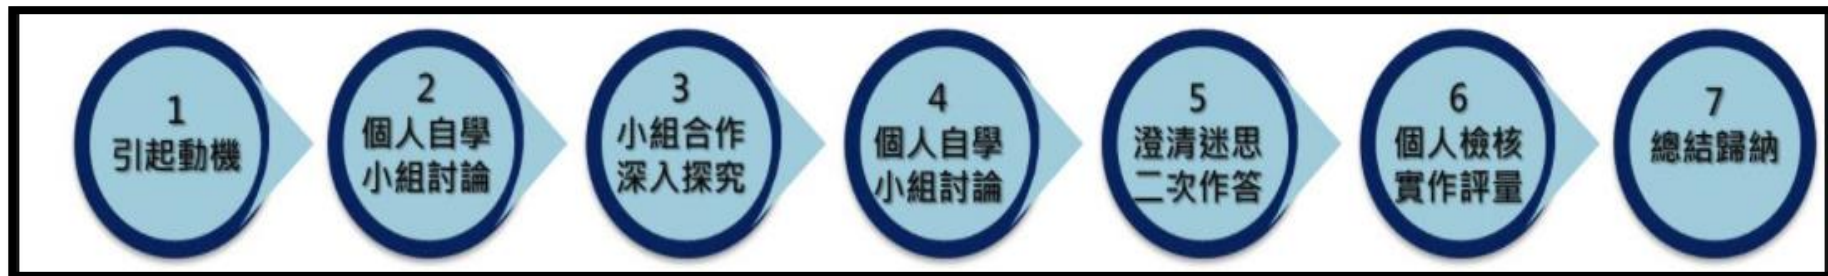 1
引起動機
2
個人自學
小組討論
3
小組合作
深入探究
4
個人自學
小組討論
5
澄清迷思
二次作答
6
個人檢核
實作評量
7
總結歸納